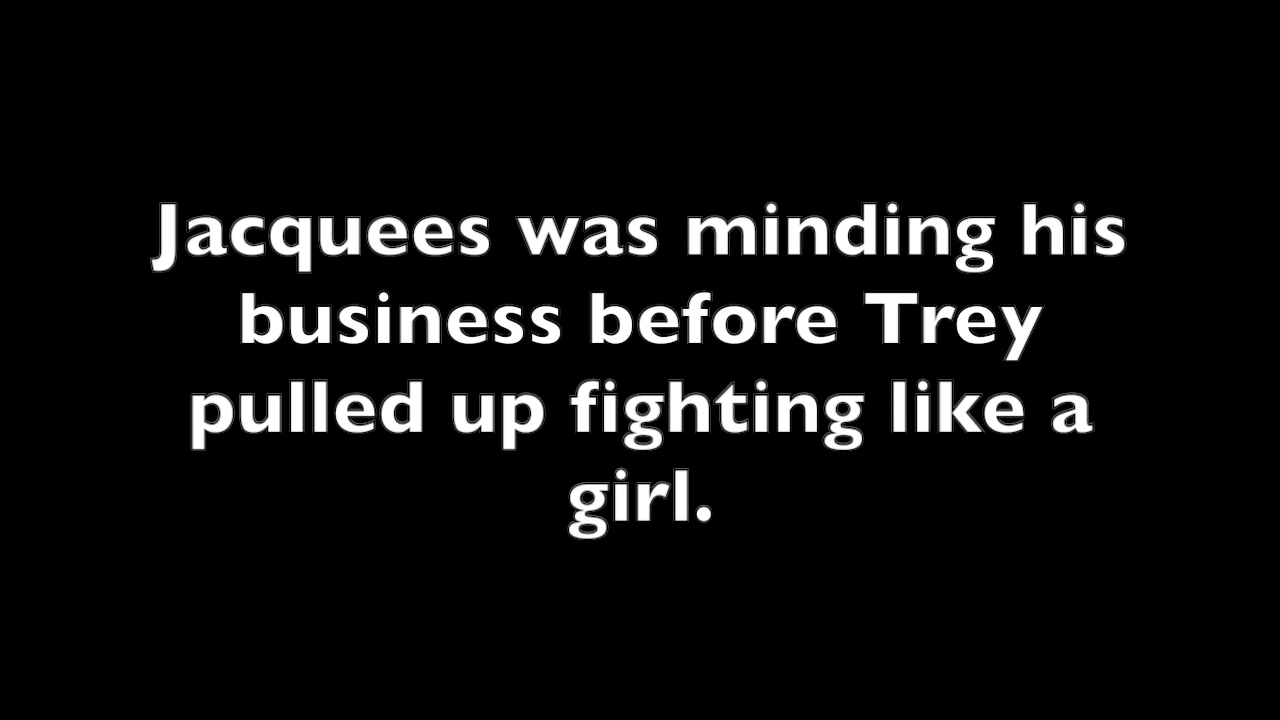 Jacquees was minding his
business before Trey
pulled up fighting like a
girl.